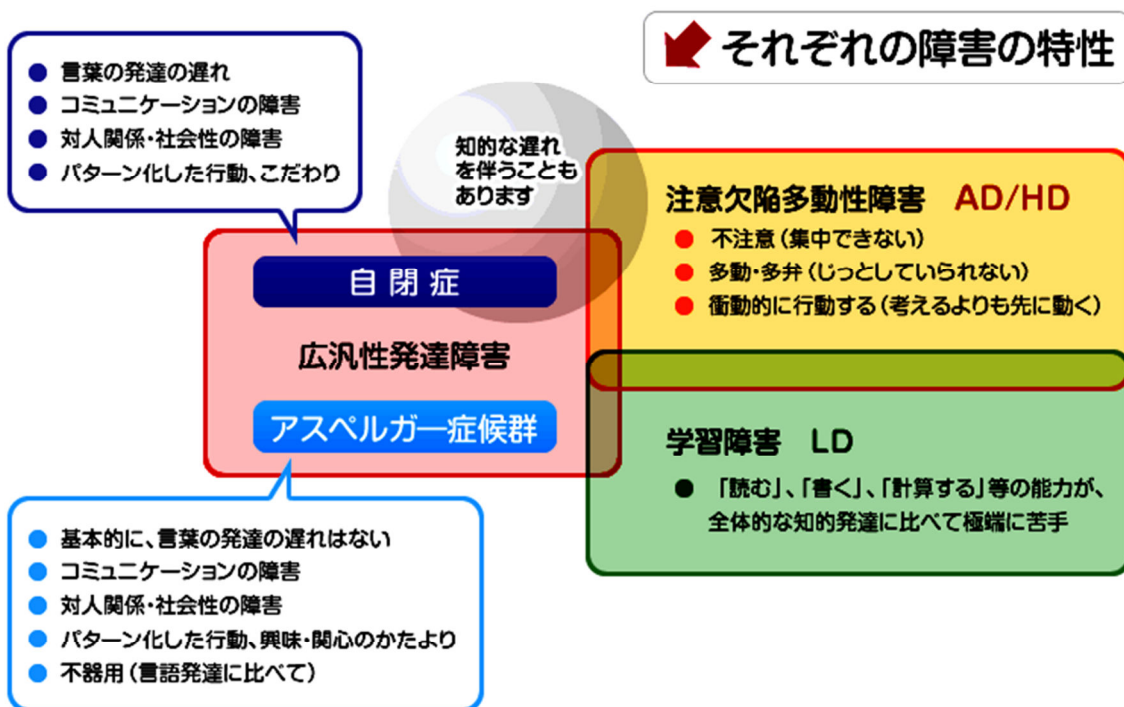 それぞれの障害の特性
● 言葉の発達の遅れ
● コミュニケーションの障害
● 対人関係・社会性の障害
● パターン化した行動、こだわり
知的な遅れ
を伴うことも
あります
自閉症
広汎性発達障害
アスペルガー症候群
● 基本的に、言葉の発達の遅れはない
● コミュニケーションの障害
● 対人関係・社会性の障害
● パターン化した行動、興味・関心のかたより
● 不器用(言語発達に比べて)
注意欠陥多動性障害 AD/HD
● 不注意(集中できない)
● 多動・多弁(じっとしていられない)
● 衝動的に行動する(考えるよりも先に動く)
学習障害 LD
● 「読む」、「書く」、「計算する」等の能力が、
全体的な知的発達に比べて極端に苦手